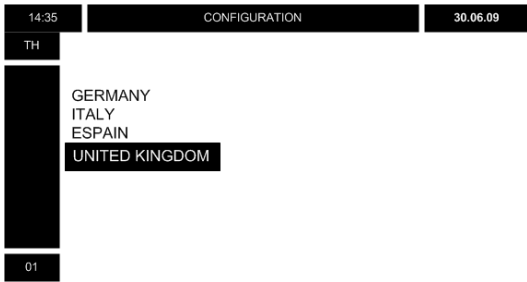 14:35 CONFIGURATION 30.06.09
TH
GERMANY
ITALY
ESPAIN
UNITED KINGDOM
01